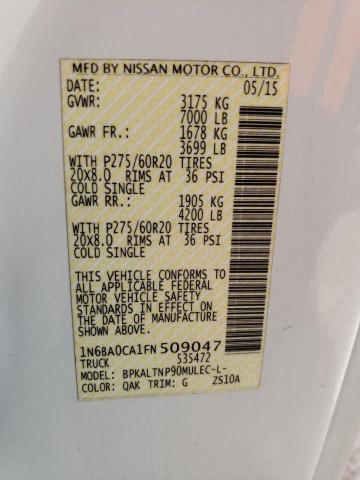 MFD BY NISSAN MOTOR CO., LTD.
DATE: 05/15
GVWR: 3175 KG
7000 LB
GAWR FR.: 1678 KG
3699 LB
WITH P275/60R20 TIRES
20X8.0 RIMS AT 36 PSI
COLD SINGLE
GAWR RR.: 1905 KG
4200 LB
WITH P275/60R20 TIRES
20X8.0 RIMS AT 36 PSI
COLD SINGLE
THIS VEHICLE CONFORMS TO
ALL APPLICABLE FEDERAL
MOTOR VEHICLE SAFETY
STANDARDS IN EFFECT ON
THE DATE OF MANUFACTURE
SHOWN ABOVE.
1N6BA0CA1FN 509047
TRUCK 535472
MODEL: BPKALTNP90MULEC-L-
COLOR: QAK TRIM: G ZS10A